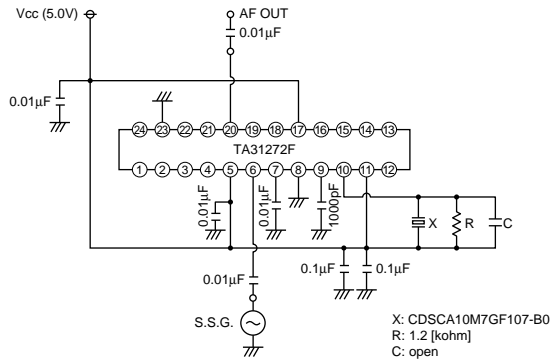 Vcc (5.0V)
AF OUT
0.01µF
0.01µF
24 23 22 21 20 19 18 17 16 15 14 13
TA31272F
1 2 3 4 5 6 7 8 9 10 11 12
0.01µF
0.01µF
1000pF
X
R
C
0.01µF
0.1µF
0.1µF
S.S.G.
X: CDSCA10M7GF107-B0
R: 1.2 [kohm]
C: open